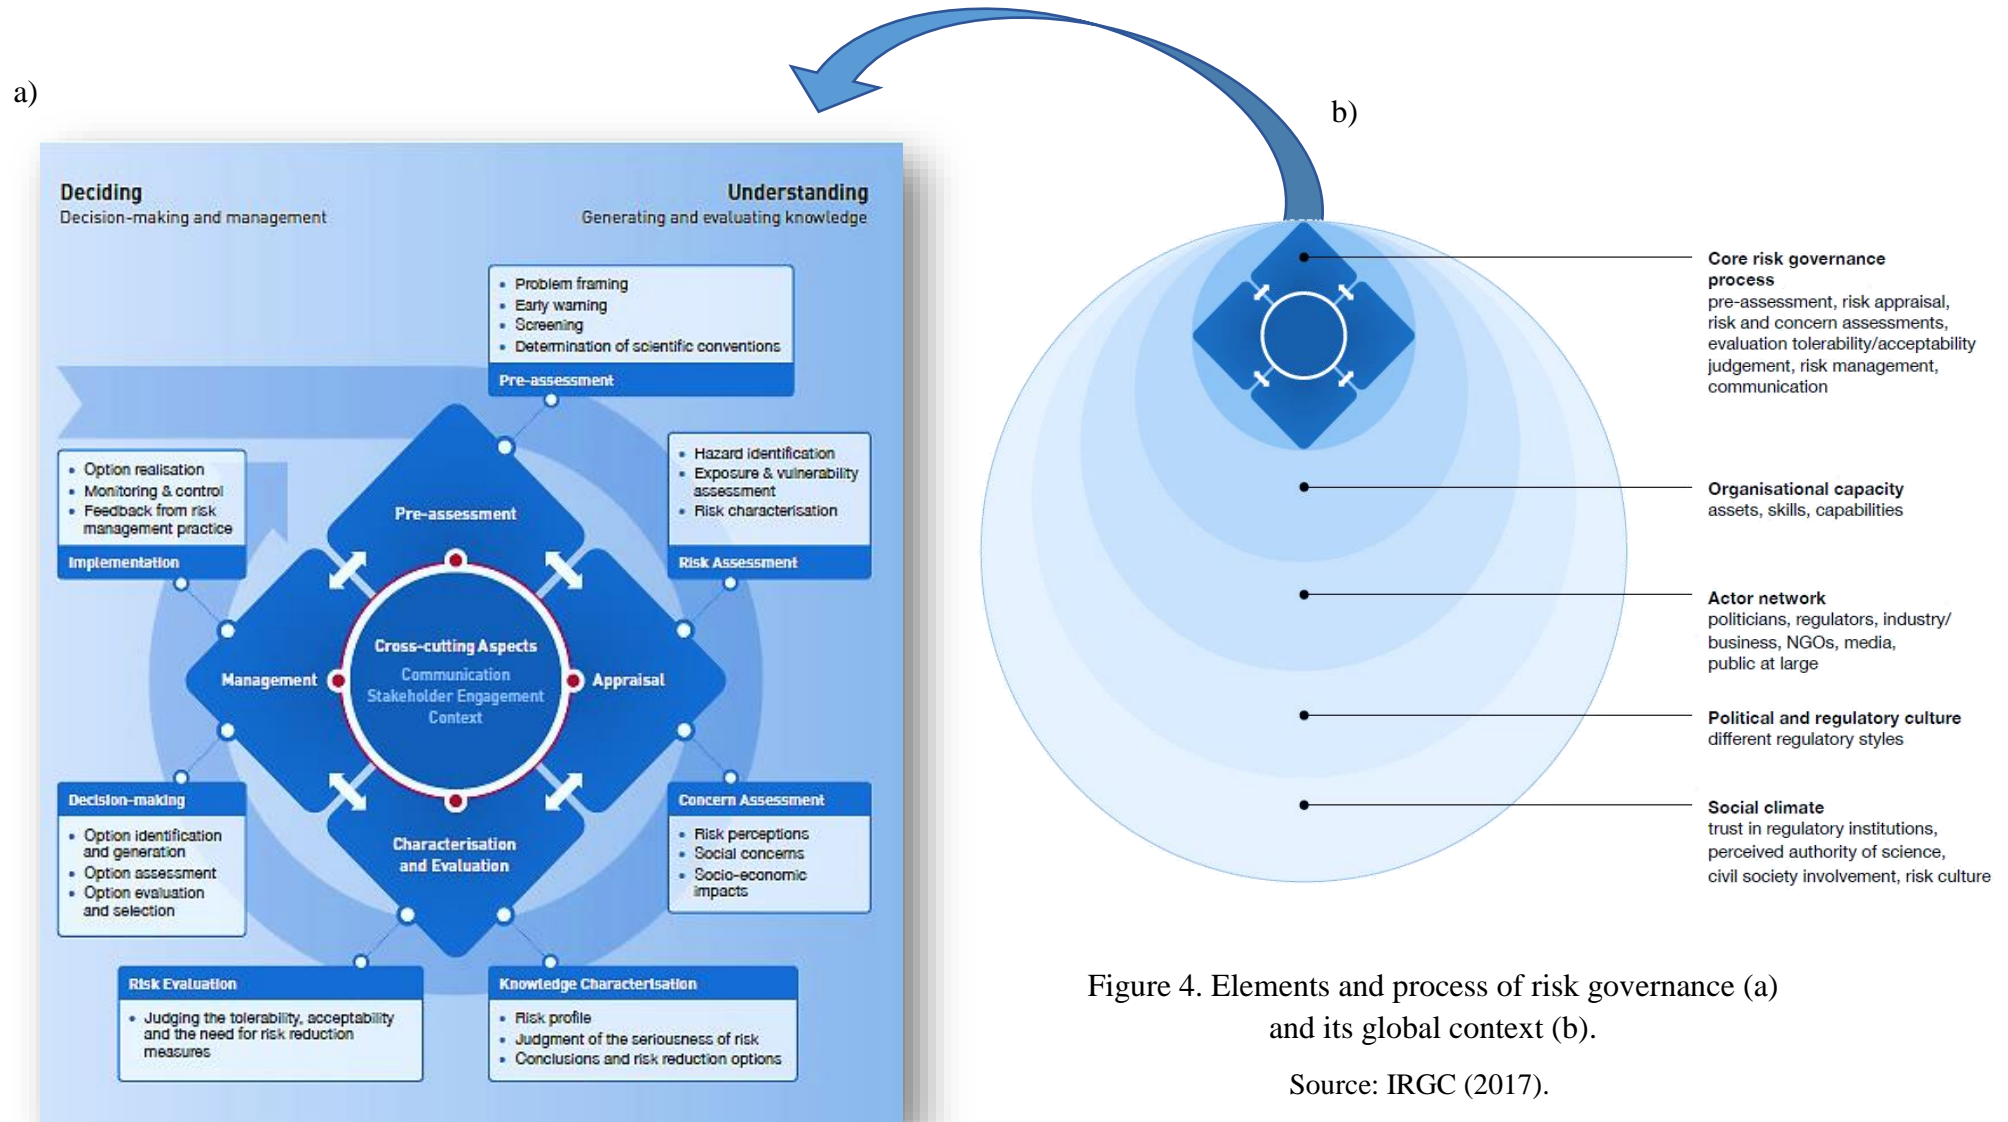 a)
b)
Deciding
Decision-making and management
Understanding
Generating and evaluating knowledge
• Problem framing
• Early warning
• Screening
• Determination of scientific conventions
Pre-assessment
• Option realisation
• Monitoring & control
• Feedback from risk
management practice
Implementation
• Hazard identification
• Exposure & vulnerability
assessment
• Risk characterisation
Risk Assessment
Pre-assessment
Management
Cross-cutting Aspects
Communication
Stakeholder Engagement
Context
Appraisal
Characterisation
and Evaluation
Decision-making
• Option identification
and generation
• Option assessment
• Option evaluation
and selection
Concern Assessment
• Risk perceptions
• Social concerns
• Socio-economic
impacts
Risk Evaluation
• Judging the tolerability, acceptability
and the need for risk reduction
measures
Knowledge Characterisation
• Risk profile
• Judgment of the seriousness of risk
• Conclusions and risk reduction options
Core risk governance
process
pre-assessment, risk appraisal,
risk and concern assessments,
evaluation tolerability/acceptability
judgement, risk management,
communication
Organisational capacity
assets, skills, capabilities
Actor network
politicians, regulators, industry/
business, NGOs, media,
public at large
Political and regulatory culture
different regulatory styles
Social climate
trust in regulatory institutions,
perceived authority of science,
civil society involvement, risk culture
Figure 4. Elements and process of risk governance (a)
and its global context (b).
Source: IRGC (2017).